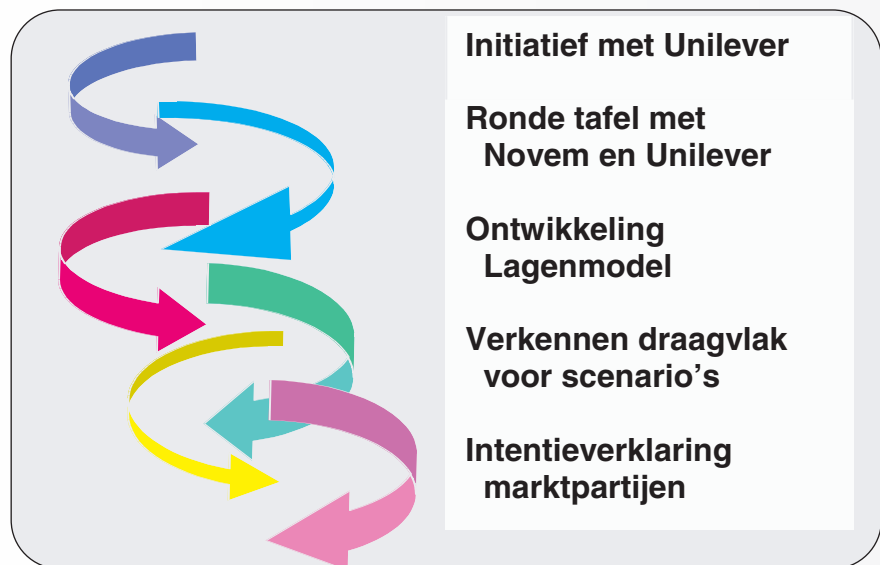 Initiatief met Unilever
Ronde tafel met
Novem en Unilever
Ontwikkeling
Lagenmodel
Verkennen draagvlak
voor scenario's
Intentieverklaring
marktpartijen